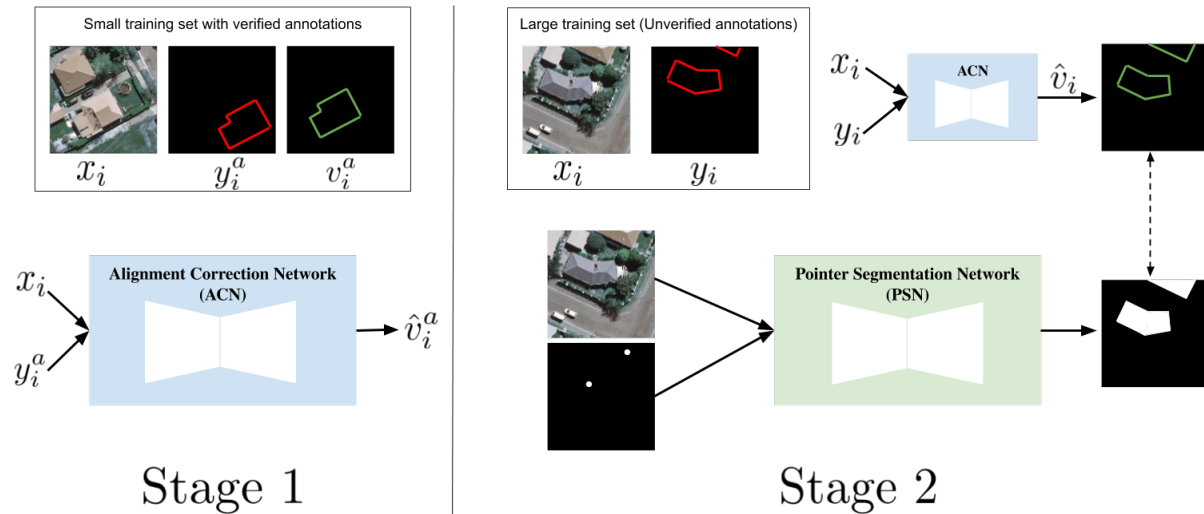 Small training set with verified annotations
x_i
y_i^a
v_i^a
x_i
y_i^a
Alignment Correction Network
(ACN)
v̂_i^a
Stage 1
Large training set (Unverified annotations)
x_i
y_i
x_i
y_i
ACN
v̂_i
Pointer Segmentation Network
(PSN)
Stage 2